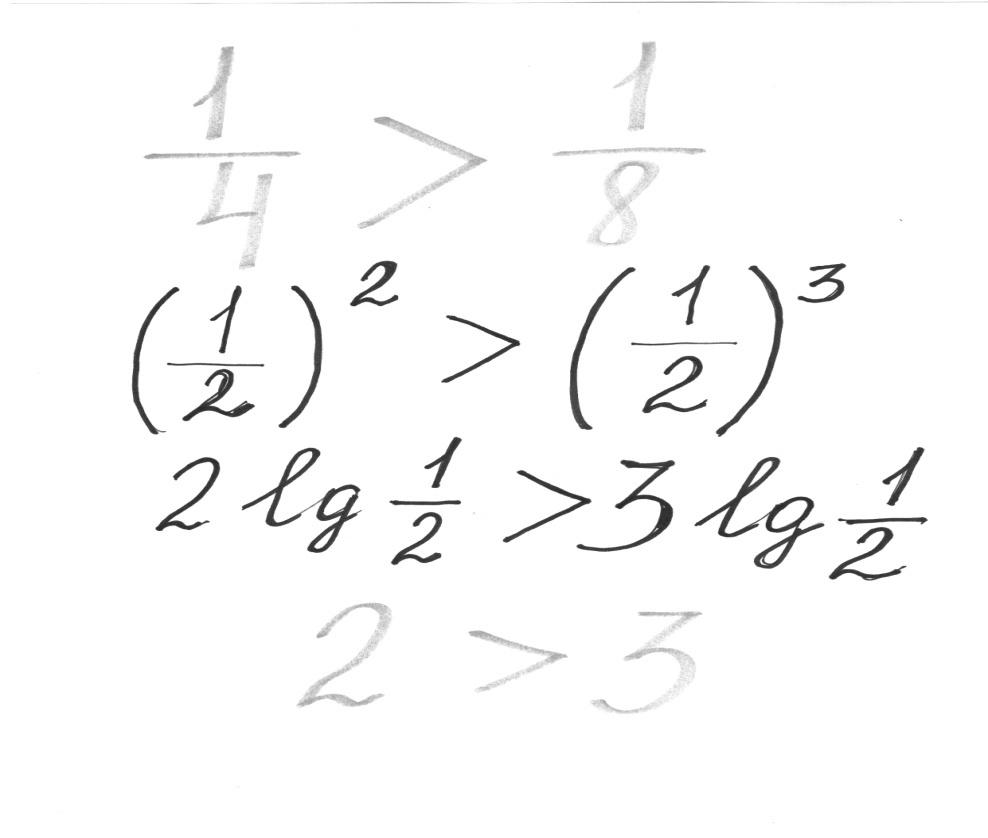 1/4 > 1/8
(1/2)² > (1/2)³
2 lg 1/2 > 3 lg 1/2
2 > 3